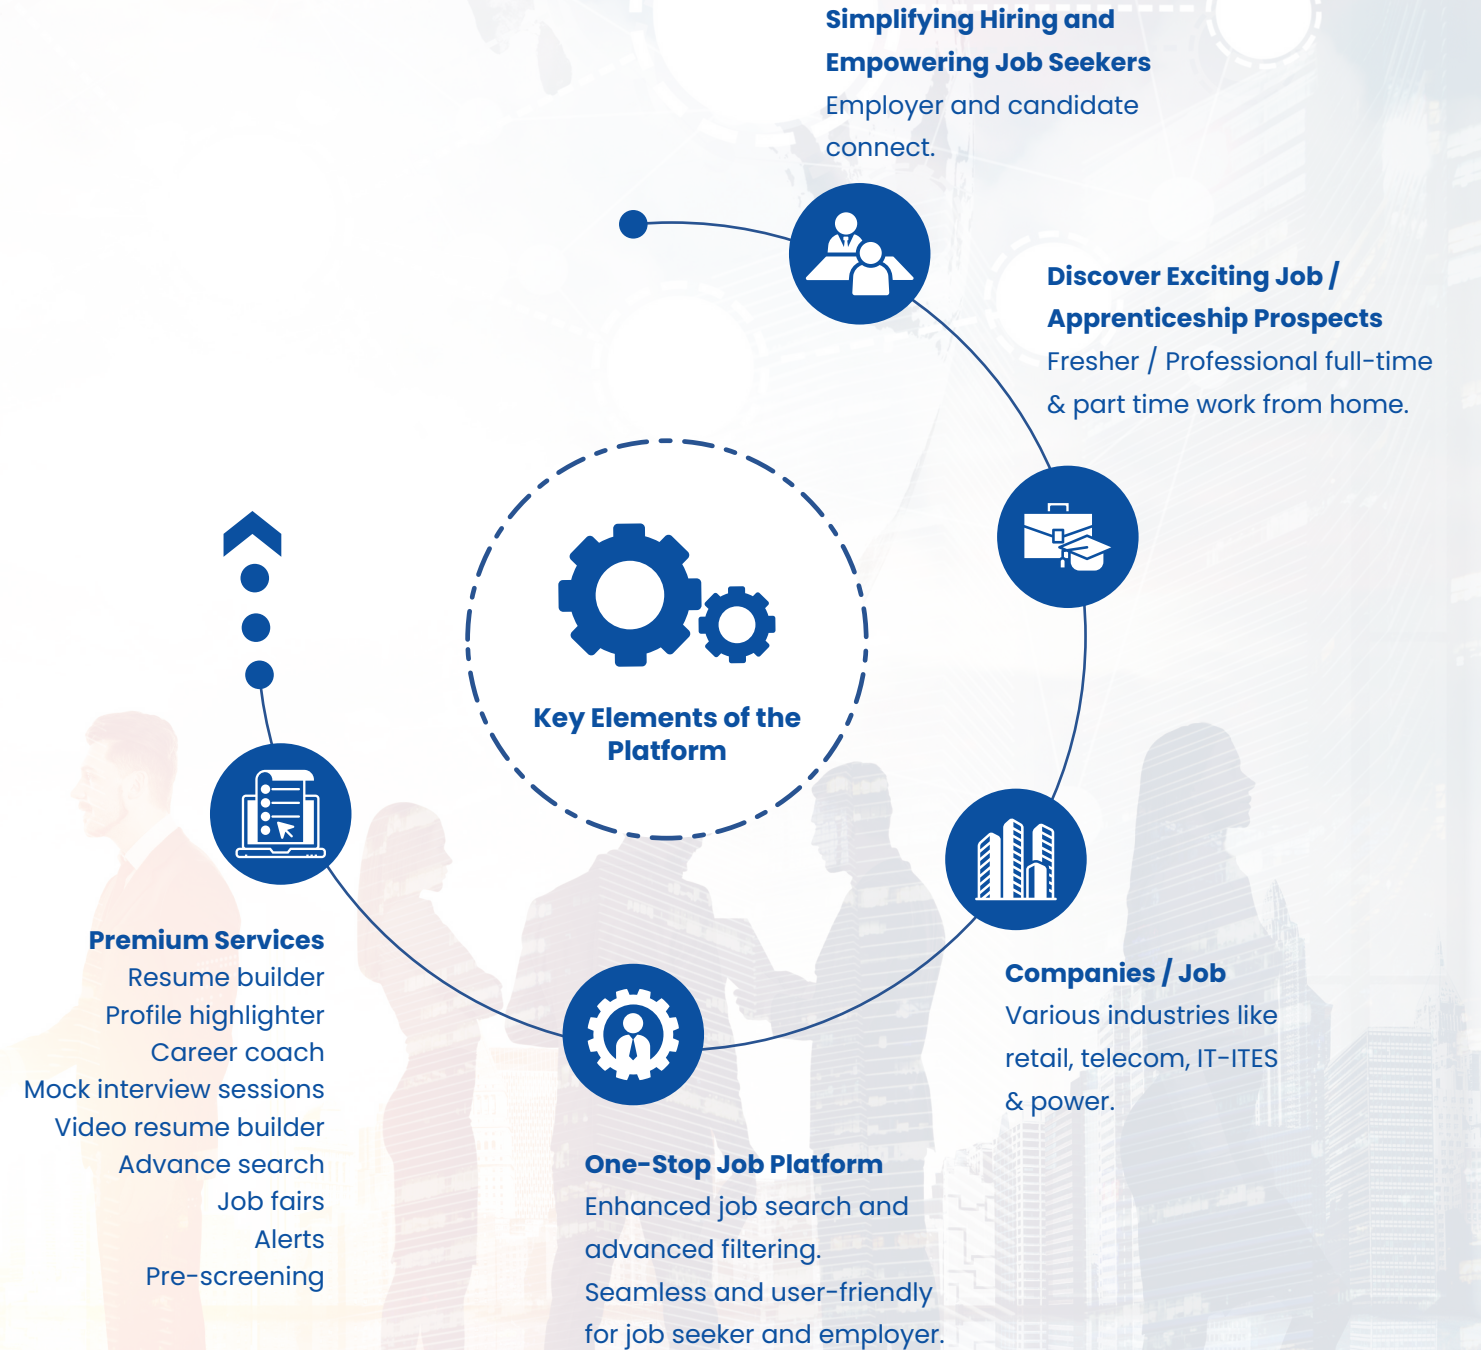 Simplifying Hiring and
Empowering Job Seekers
Employer and candidate
connect.
Discover Exciting Job /
Apprenticeship Prospects
Fresher / Professional full-time
& part time work from home.
Key Elements of the
Platform
Companies / Job
Various industries like
retail, telecom, IT-ITES
& power.
One-Stop Job Platform
Enhanced job search and
advanced filtering.
Seamless and user-friendly
for job seeker and employer.
Premium Services
Resume builder
Profile highlighter
Career coach
Mock interview sessions
Video resume builder
Advance search
Job fairs
Alerts
Pre-screening